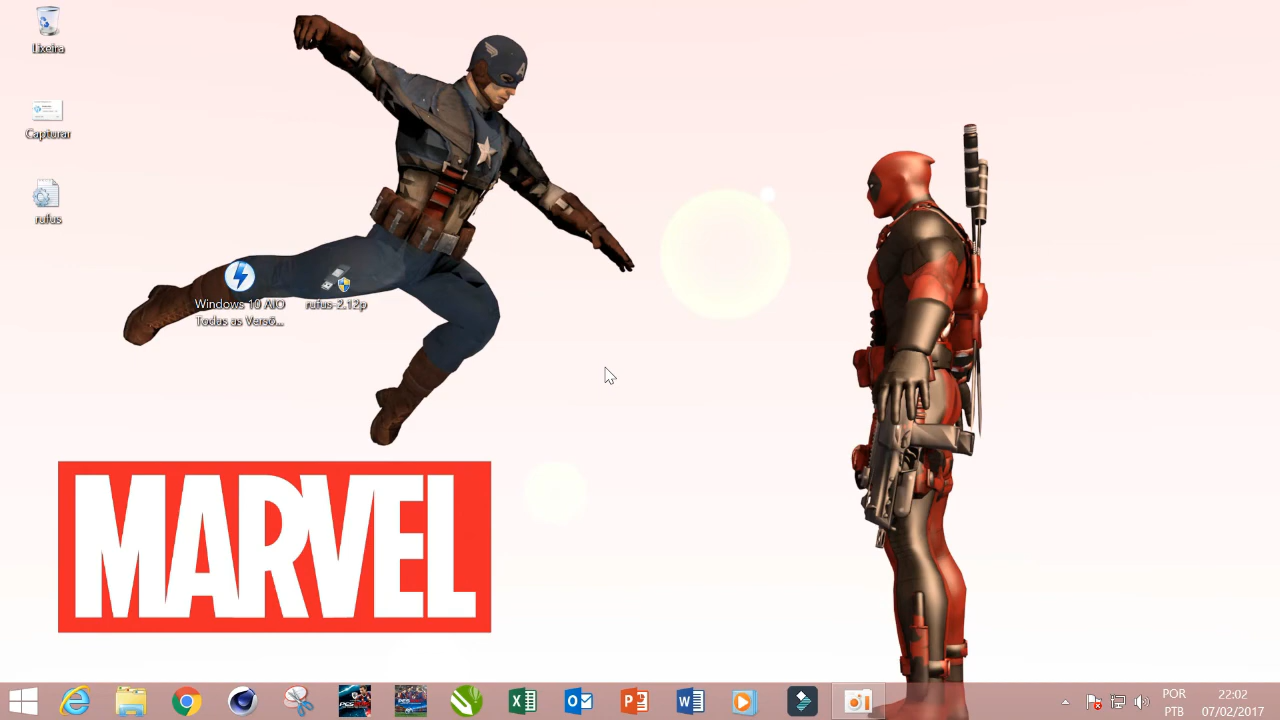 Lixeira
Capturar
rufus
Windows 10 AIO
Todas as Versõ...
rufus-2.12p
MARVEL
POR
PTB
22:02
07/02/2017